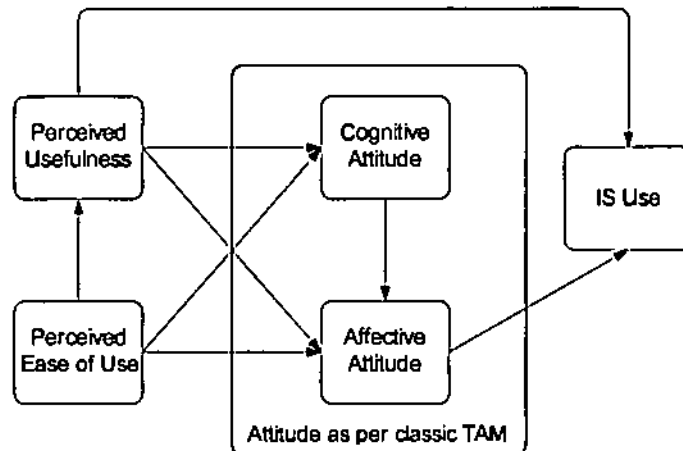 Perceived
Usefulness
Cognitive
Attitude
IS Use
Perceived
Ease of Use
Affective
Attitude
Attitude as per classic TAM